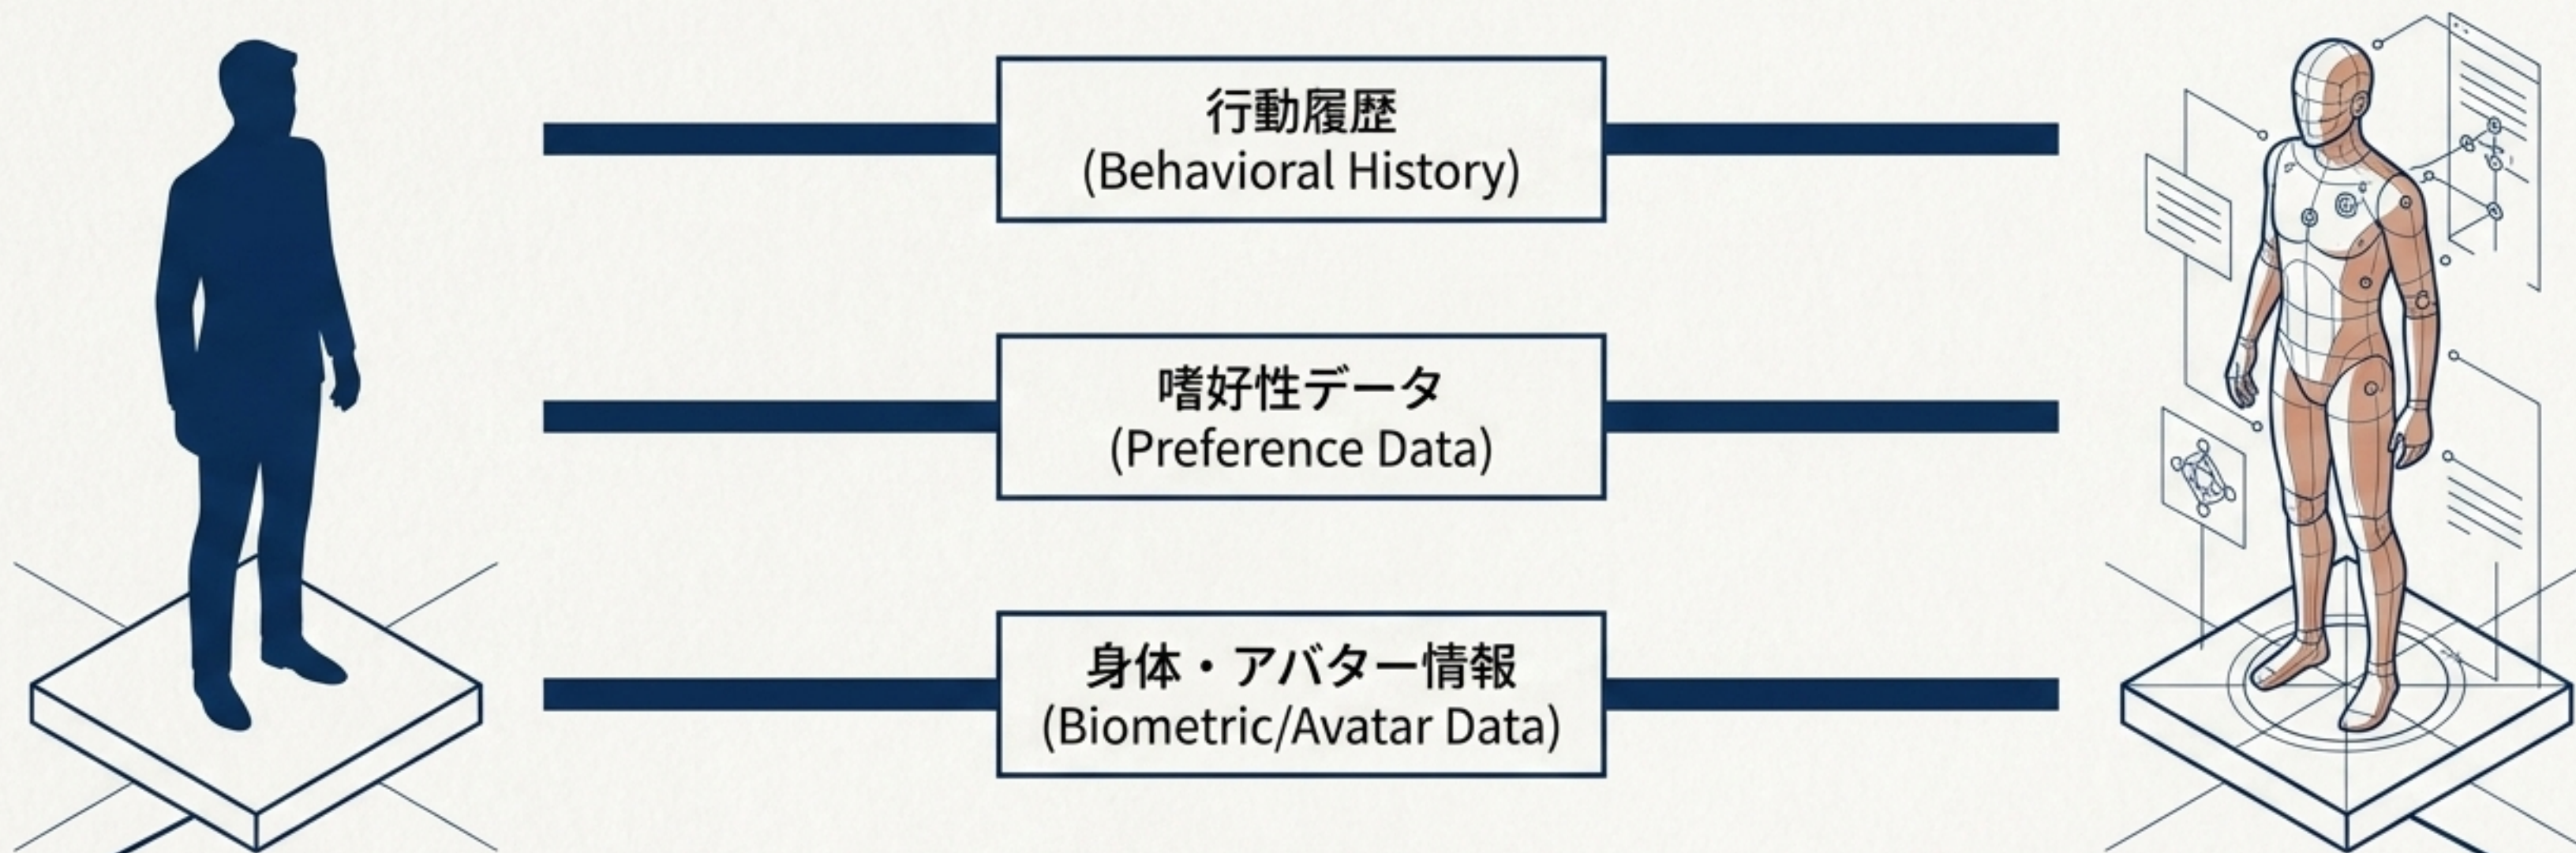 行動履歴
(Behavioral History)
嗜好性データ
(Preference Data)
身体・アバター情報
(Biometric/Avatar Data)